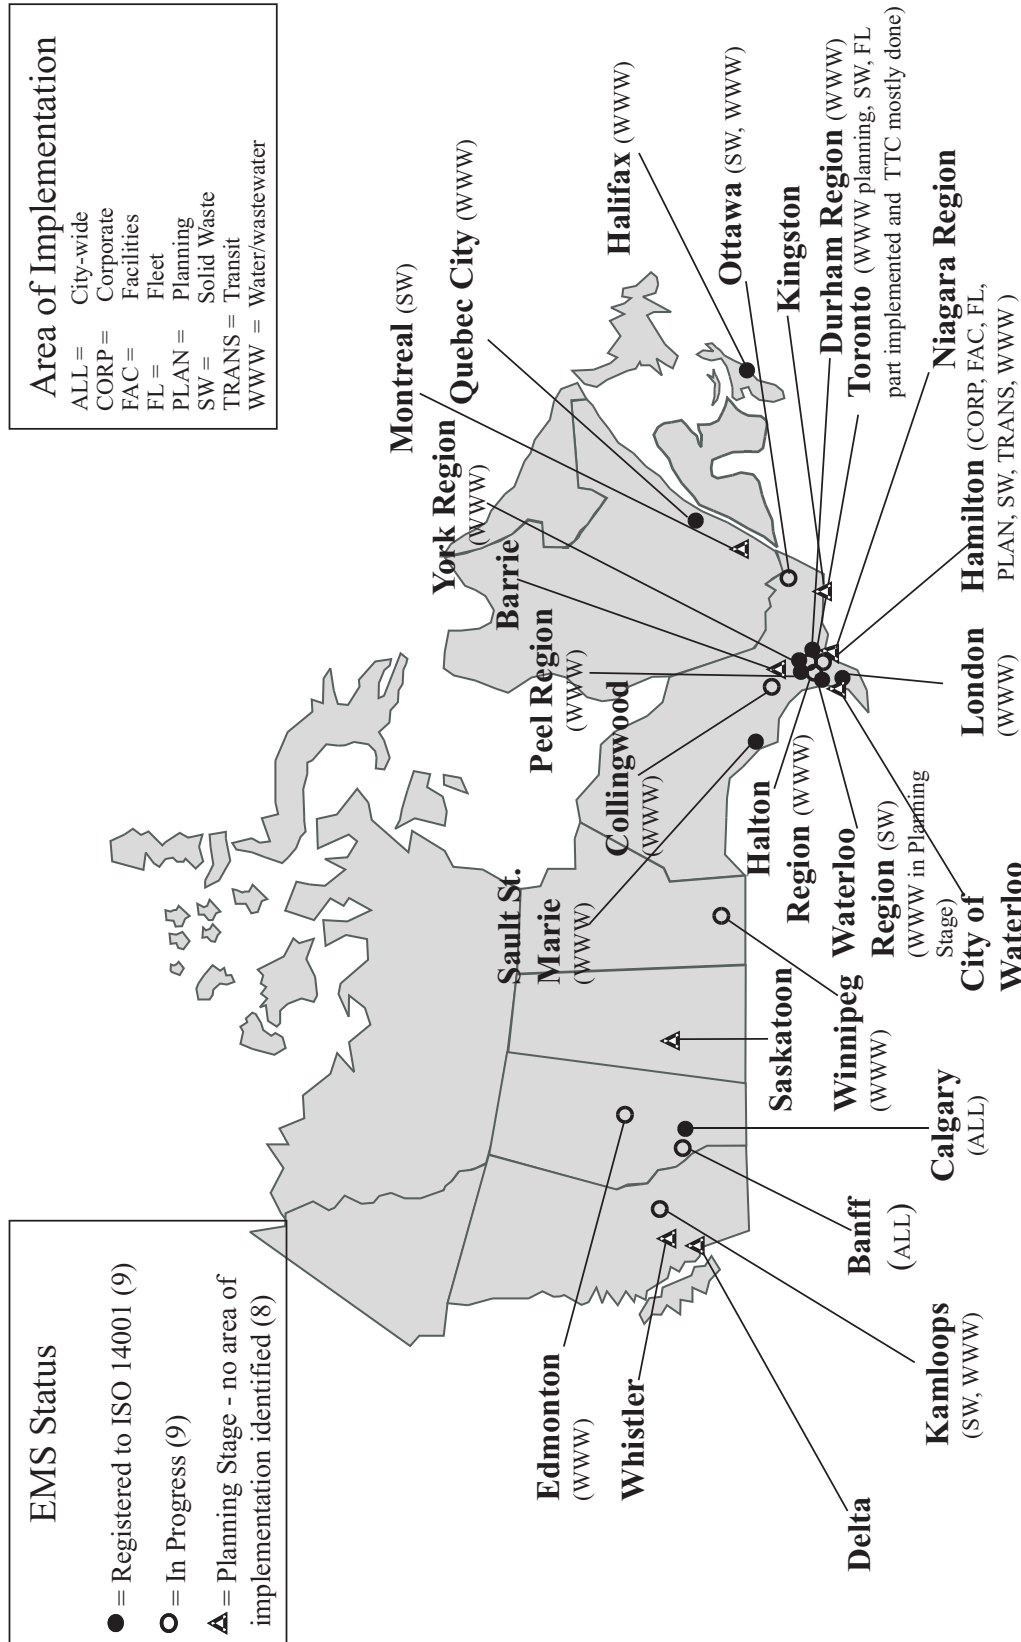 EMS Status
= Registered to ISO 14001 (9)
= In Progress (9)
= Planning Stage - no area of
implementation identified (8)
Area of Implementation
ALL = City-wide
CORP = Corporate
FAC = Facilities
FL = Fleet
PLAN = Planning
SW = Solid Waste
TRANS = Transit
WWW = Water/wastewater
Montreal (SW)
Quebec City (WWW)
York Region
(WWW)
Barrie
Peel Region
(WWW)
Collingwood
(WWW)
Sault St.
Marie
(WWW)
Halifax (WWW)
Ottawa (SW, WWW)
Kingston
Durham Region (WWW)
Toronto (WWW planning, SW, FL
part implemented and TTC mostly done)
Niagara Region
Hamilton (CORP, FAC, FL,
PLAN, SW, TRANS, WWW )
London
(WWW)
Halton
Region (WWW)
Waterloo
Region (SW)
(WWW in Planning
Stage)
City of
Waterloo
Saskatoon
Winnipeg
(WWW)
Calgary
(ALL)
Banff
(ALL)
Kamloops
(SW, WWW)
Edmonton
(WWW)
Whistler
Delta